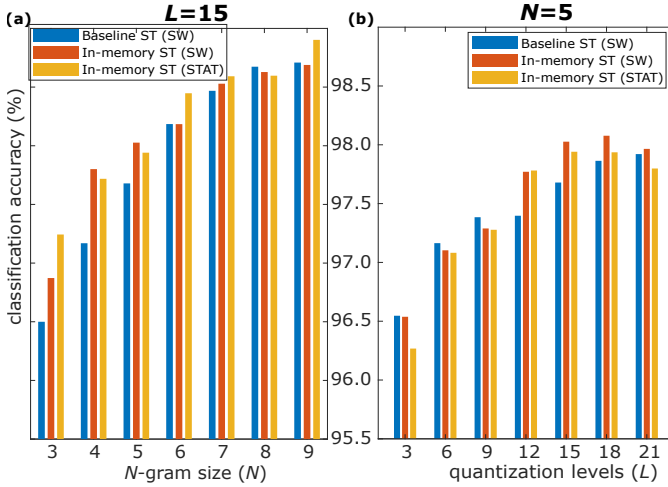 (a)
L=15
Baseline ST (SW)
In-memory ST (SW)
In-memory ST (STAT)
classification accuracy (%)
3 4 5 6 7 8 9
N-gram size (N)
98.5
98.0
97.5
97.0
96.5
96.0
95.5
(b)
N=5
Baseline ST (SW)
In-memory ST (SW)
In-memory ST (STAT)
3 6 9 12 15 18 21
quantization levels (L)